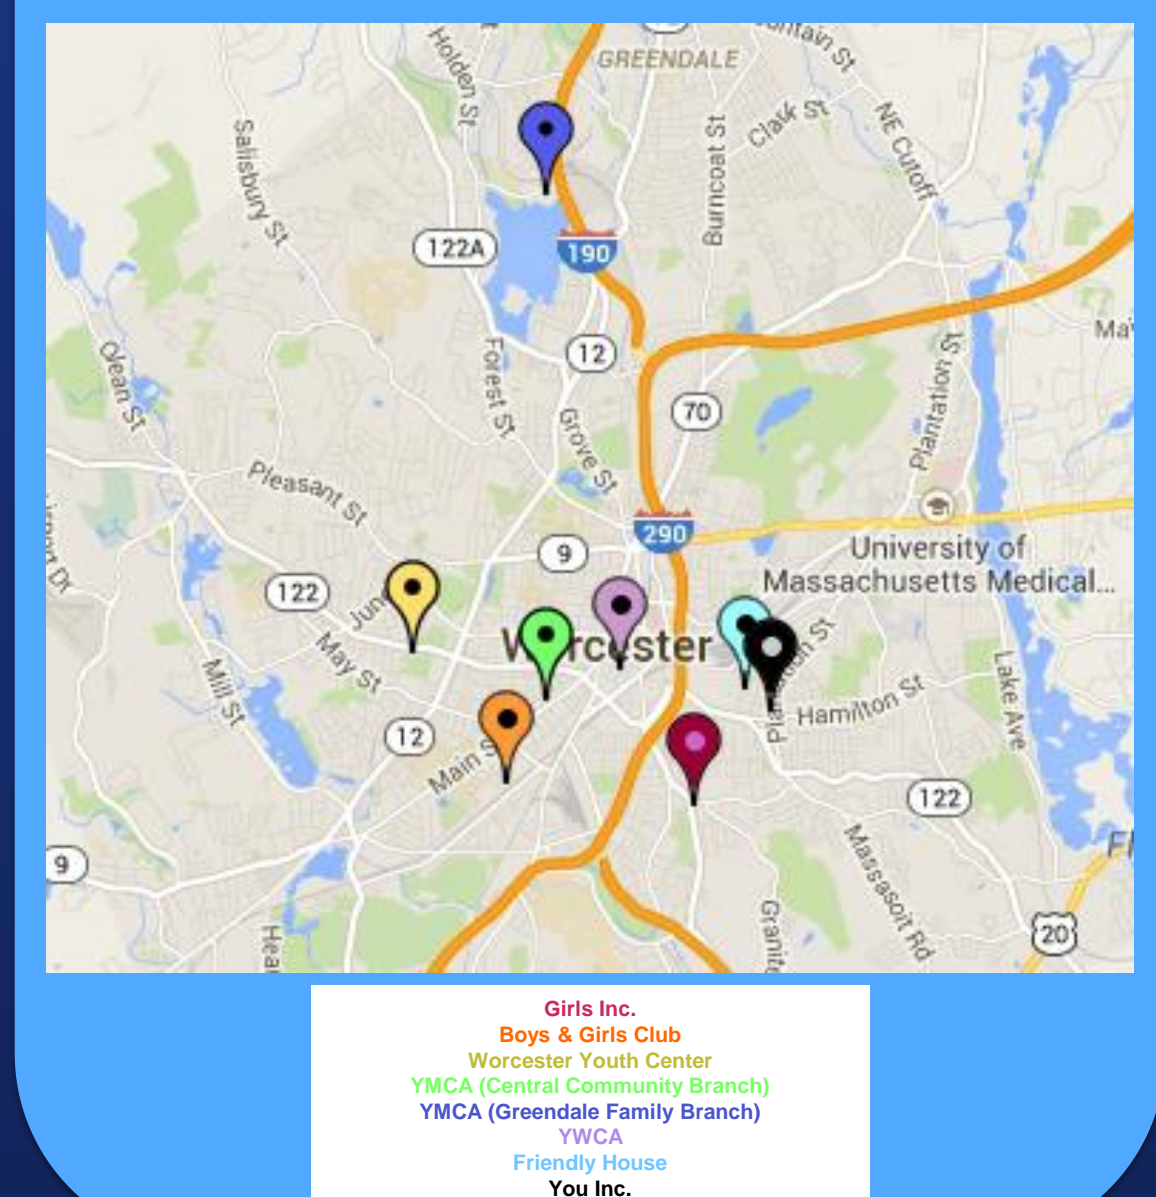 GREENDALE
Holden St
Salisbury St
Burncoat St
Clark St
NE Cutoff
122A
190
12
Olean St
Forest St
Grove St
70
Plantation St
Pleasant St
290
9
University of
Massachusetts Medical...
122
May St
Worcester
Mill St
12
Main St
Hamilton St
Lake Ave
122
9
Massasoit Rd
20
Girls Inc.
Boys & Girls Club
Worcester Youth Center
YMCA (Central Community Branch)
YMCA (Greendale Family Branch)
YWCA
Friendly House
You Inc.